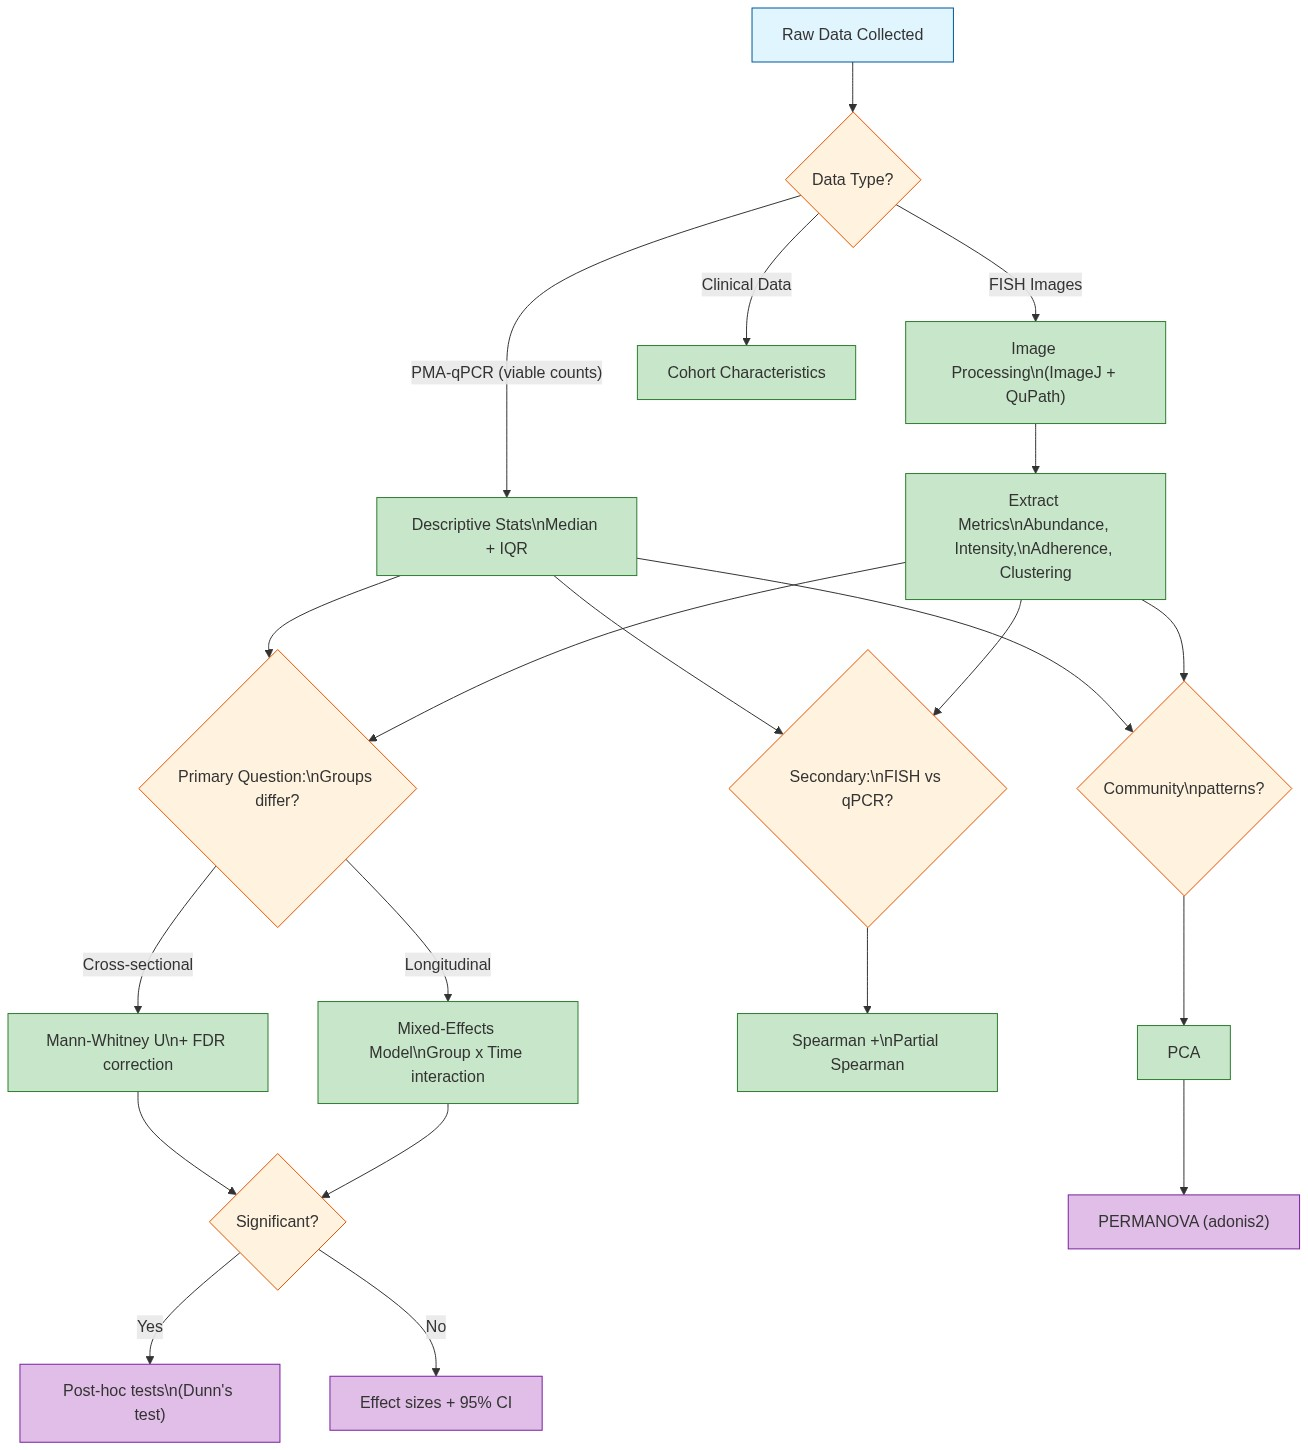 Raw Data Collected
Data Type?
Clinical Data
FISH Images
PMA-qPCR (viable counts)
Cohort Characteristics
Image
Processing\n(ImageJ +
QuPath)
Descriptive Stats\nMedian
+ IQR
Extract
Metrics\nAbundance,
Intensity,\nAdherence,
Clustering
Primary Question:\nGroups
differ?
Secondary:\nFISH vs
qPCR?
Community\npatterns?
Cross-sectional
Longitudinal
Mann-Whitney U\n+ FDR
correction
Mixed-Effects
Model\nGroup x Time
interaction
Spearman +\nPartial
Spearman
PCA
Significant?
PERMANOVA (adonis2)
Yes
No
Post-hoc tests\n(Dunn's
test)
Effect sizes + 95% CI